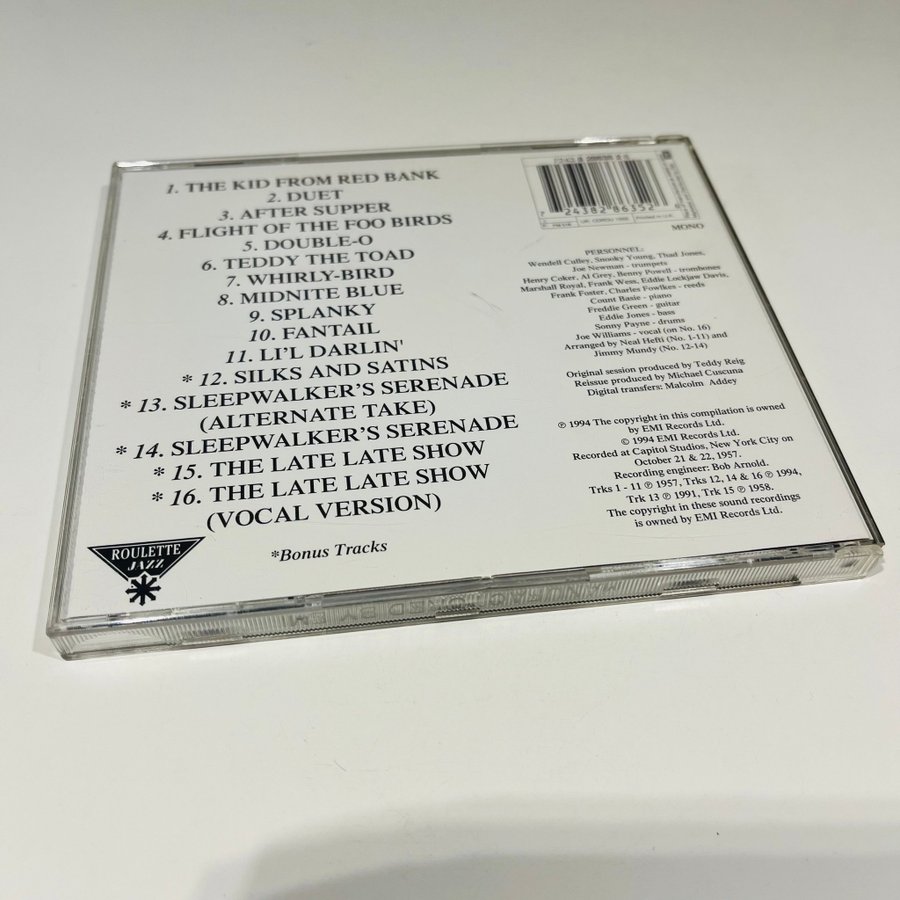 1. THE KID FROM RED BANK
2. DUET
3. AFTER SUPPER
4. FLIGHT OF THE FOO BIRDS
5. DOUBLE-O
6. TEDDY THE TOAD
7. WHIRLY-BIRD
8. MIDNITE BLUE
9. SPLANKY
10. FANTAIL
11. LI'L DARLIN'
* 12. SILKS AND SATINS
* 13. SLEEPWALKER'S SERENADE
(ALTERNATE TAKE)
* 14. SLEEPWALKER'S SERENADE
* 15. THE LATE LATE SHOW
* 16. THE LATE LATE SHOW
(VOCAL VERSION)
*Bonus Tracks
ROULETTE
JAZZ
7 24382 86352
MONO
PERSONNEL:
Wendell Culley, Snooky Young, Thad Jones,
Joe Newman - trumpets
Henry Coker, Al Grey, Benny Powell - trombones
Marshall Royal, Frank Wess, Eddie Lockjaw Davis,
Frank Foster, Charles Fowlkes - reeds
Count Basie - piano
Freddie Green - guitar
Eddie Jones - bass
Sonny Payne - drums
Joe Williams - vocal (on No. 16)
Arranged by Neal Hefti (No. 1-11) and
Jimmy Mundy (No. 12-14)
Original session produced by Teddy Reig
Reissue produced by Michael Cuscuna
Digital transfers: Malcolm Addey
℗ 1994 The copyright in this compilation is owned
by EMI Records Ltd.
© 1994 EMI Records Ltd.
Recorded at Capitol Studios, New York City on
October 21 & 22, 1957.
Recording engineer: Bob Arnold.
Trks 1 - 11 ℗ 1957, Trks 12, 14 & 16 ℗ 1994,
Trk 13 ℗ 1991, Trk 15 ℗ 1958.
The copyright in these sound recordings
is owned by EMI Records Ltd.